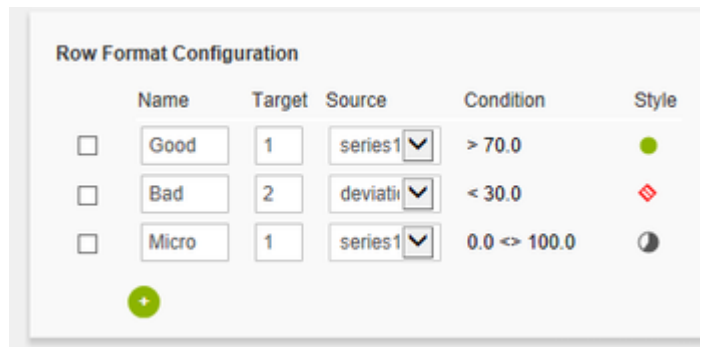 Row Format Configuration
Name Target Source Condition Style
Good 1 series1 > 70.0
Bad 2 deviati < 30.0
Micro 1 series1 0.0 <> 100.0
+